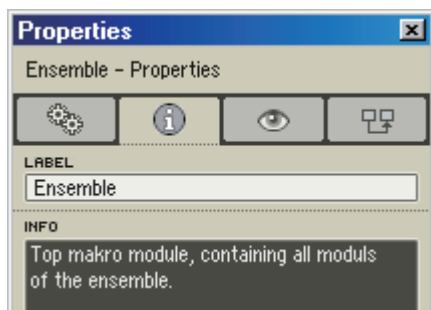 Properties
Ensemble – Properties
LABEL
Ensemble
INFO
Top makro module, containing all moduls
of the ensemble.